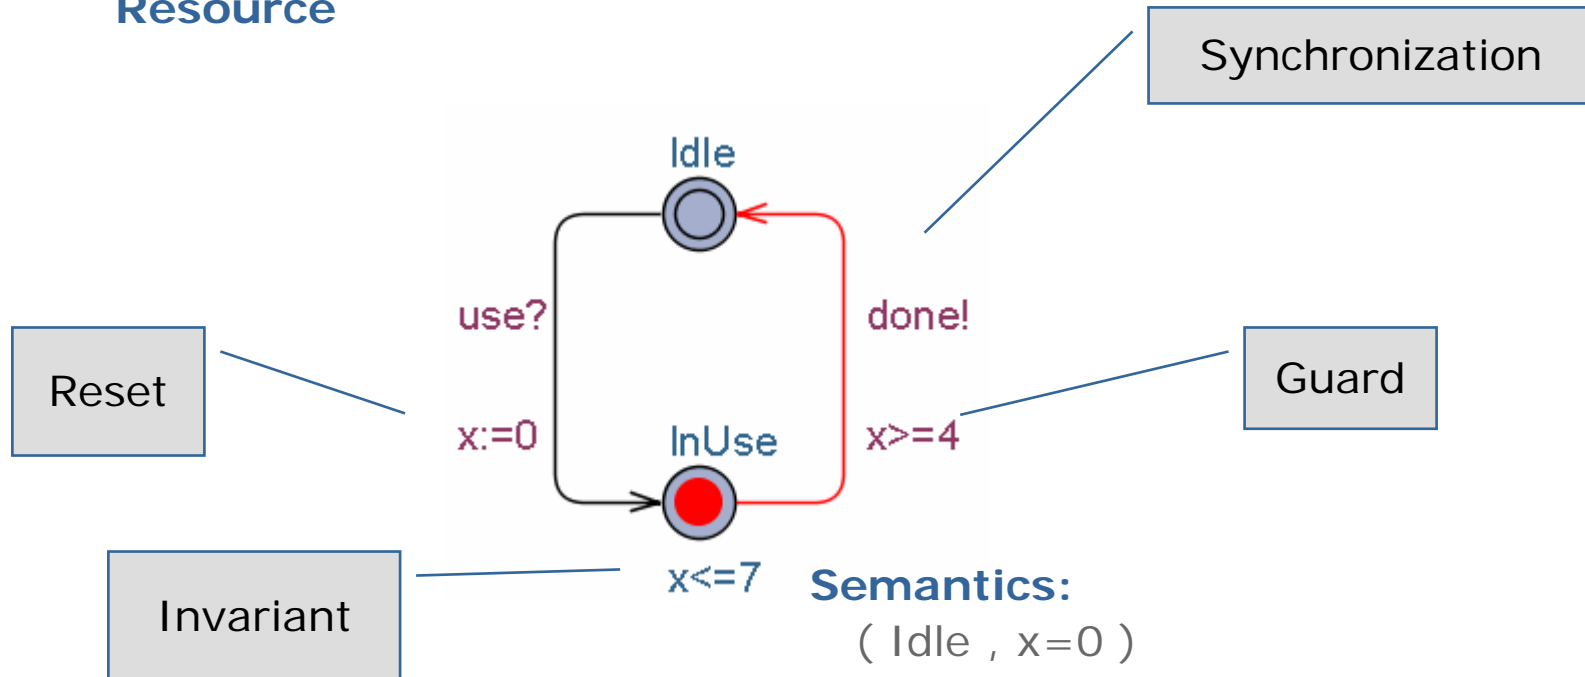 Resource
Synchronization
Idle
use?
done!
Reset
Guard
x:=0
InUse
x>=4
Invariant
x<=7
Semantics:
( Idle , x=0 )